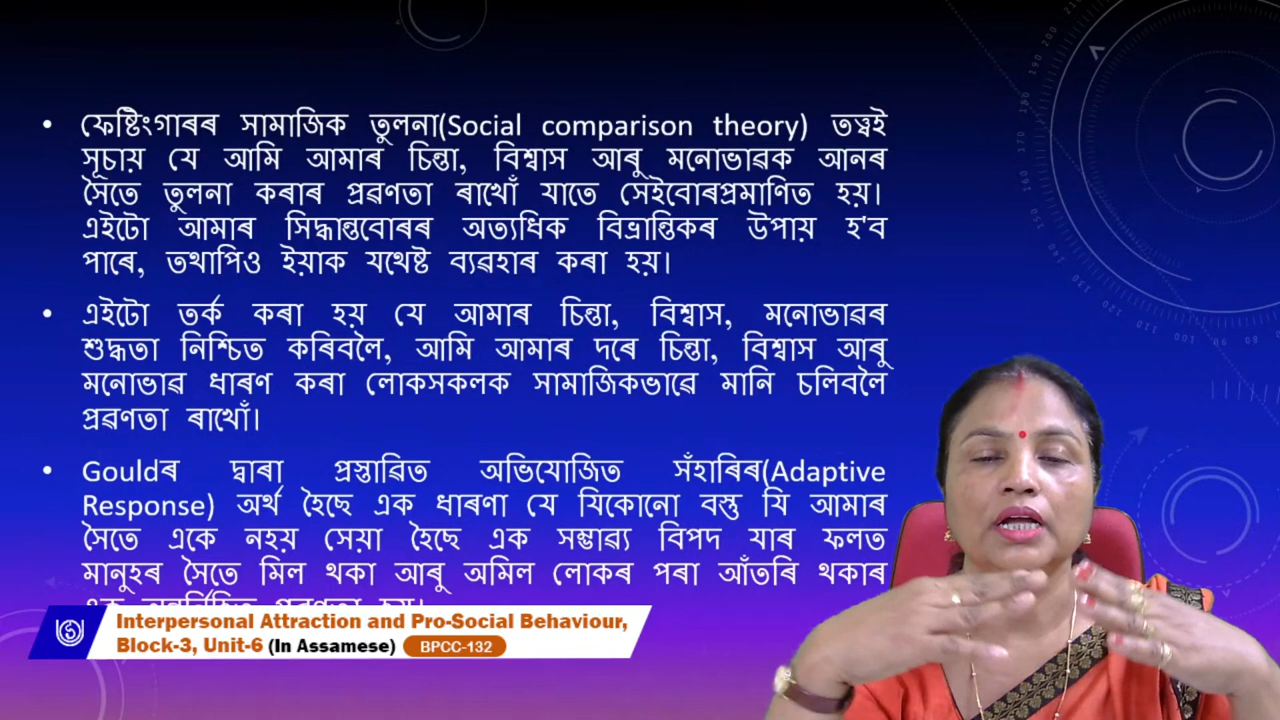 • ফেষ্টিংগাৰৰ সামাজিক তুলনা(Social comparison theory) তত্ত্বই
সূচায় যে আমি আমাৰ চিন্তা, বিশ্বাস আৰু মনোভাৱক আনৰ
সৈতে তুলনা কৰাৰ প্ৰৱণতা ৰাখোঁ যাতে সেইবোৰপ্ৰমাণিত হয়।
এইটো আমাৰ সিদ্ধান্তবোৰৰ অত্যধিক বিভ্ৰান্তিকৰ উপায় হ'ব
পাৰে, তথাপিও ইয়াক যথেষ্ট ব্যৱহাৰ কৰা হয়।
• এইটো তৰ্ক কৰা হয় যে আমাৰ চিন্তা, বিশ্বাস, মনোভাৱৰ
শুদ্ধতা নিশ্চিত কৰিবলৈ, আমি আমাৰ দৰে চিন্তা, বিশ্বাস আৰু
মনোভাৱ ধাৰণ কৰা লোকসকলক সামাজিকভাৱে মানি চলিবলৈ
প্ৰৱণতা ৰাখোঁ।
• Gouldৰ দ্বাৰা প্ৰস্তাৱিত অভিযোজিত সঁহাৰিৰ(Adaptive
Response) অৰ্থ হৈছে এক ধাৰণা যে যিকোনো বস্তু যি আমাৰ
সৈতে একে নহয় সেয়া হৈছে এক সম্ভাৱ্য বিপদ যাৰ ফলত
মানুহৰ সৈতে মিল থকা আৰু অমিল লোকৰ পৰা আঁতৰি থকাৰ
Interpersonal Attraction and Pro-Social Behaviour,
Block-3, Unit-6 (In Assamese) BPCC-132